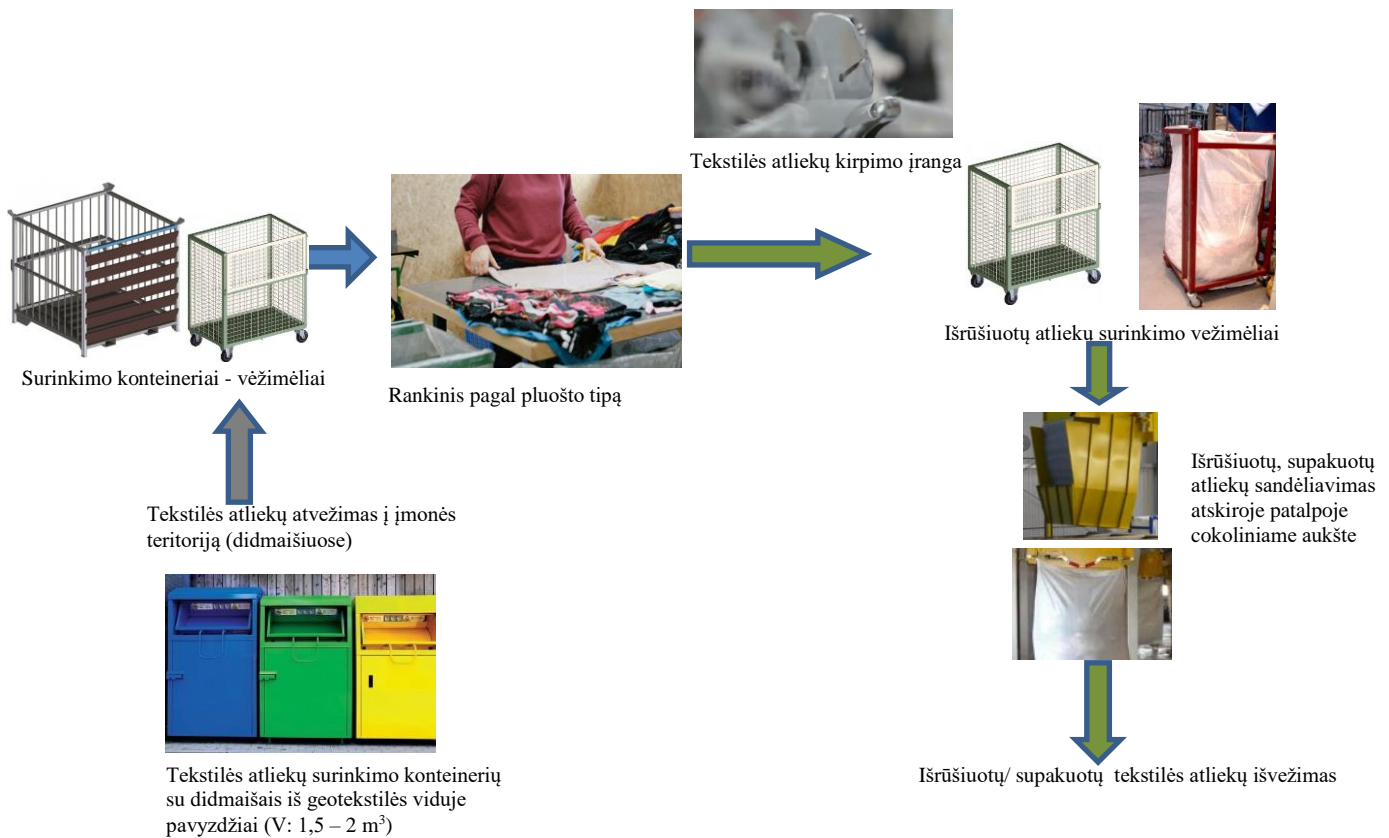 Tekstilės atliekų kirpimo įranga
Surinkimo konteineriai - vėžimėliai
Rankinis pagal pluošto tipą
Išrūšiuotų atliekų surinkimo vežimėliai
Tekstilės atliekų atvežimas į įmonės
teritoriją (didmaišiuose)
Išrūšiuotų, supakuotų
atliekų sandėliavimas
atskiroje patalpoje
cokoliniame aukšte
Tekstilės atliekų surinkimo konteinerių
su didmaišais iš geotekstilės viduje
pavyzdžiai (V: 1,5 – 2 m³)
Išrūšiuotų/ supakuotų tekstilės atliekų išvežimas